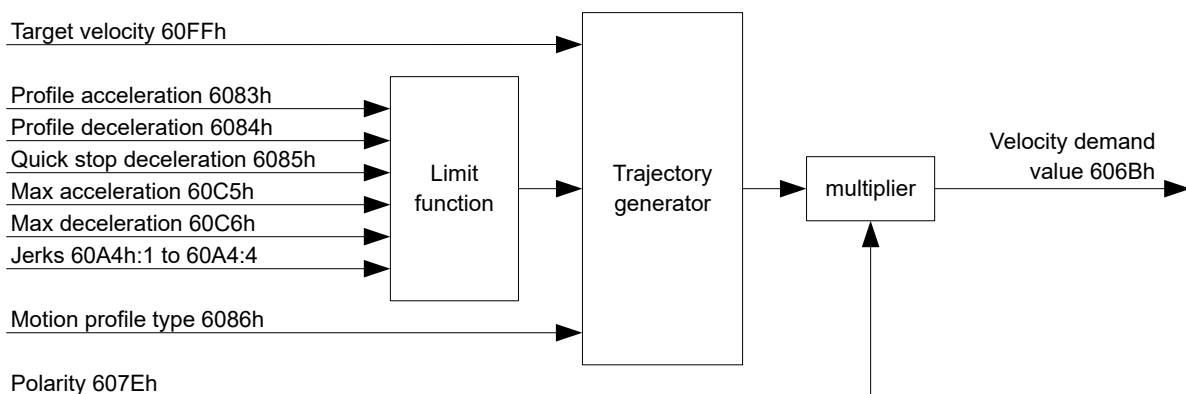 Target velocity 60FFh
Profile acceleration 6083h
Profile deceleration 6084h
Quick stop deceleration 6085h
Max acceleration 60C5h
Max deceleration 60C6h
Jerks 60A4h:1 to 60A4:4
Limit
function
Motion profile type 6086h
Polarity 607Eh
Trajectory
generator
multiplier
Velocity demand
value 606Bh